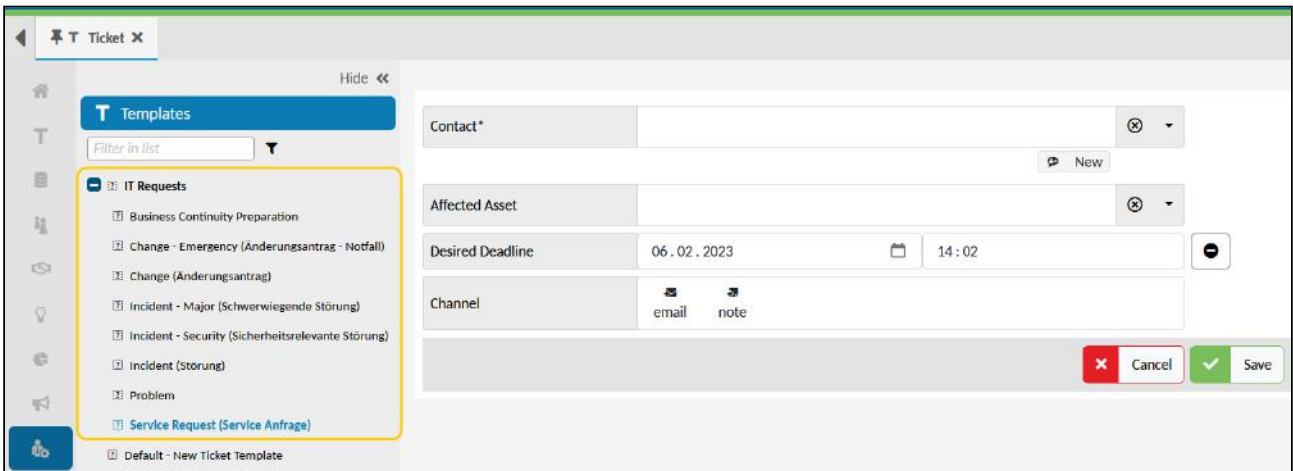 T Ticket
Hide
T Templates
Filter in list
IT Requests
Business Continuity Preparation
Change - Emergency (Änderungsantrag - Notfall)
Change (Änderungsantrag)
Incident - Major (Schwerwiegende Störung)
Incident - Security (Sicherheitsrelevante Störung)
Incident (Störung)
Problem
Service Request (Service Anfrage)
Default - New Ticket Template
Contact*
New
Affected Asset
Desired Deadline
06.02.2023
14:02
Channel
email
note
Cancel
Save